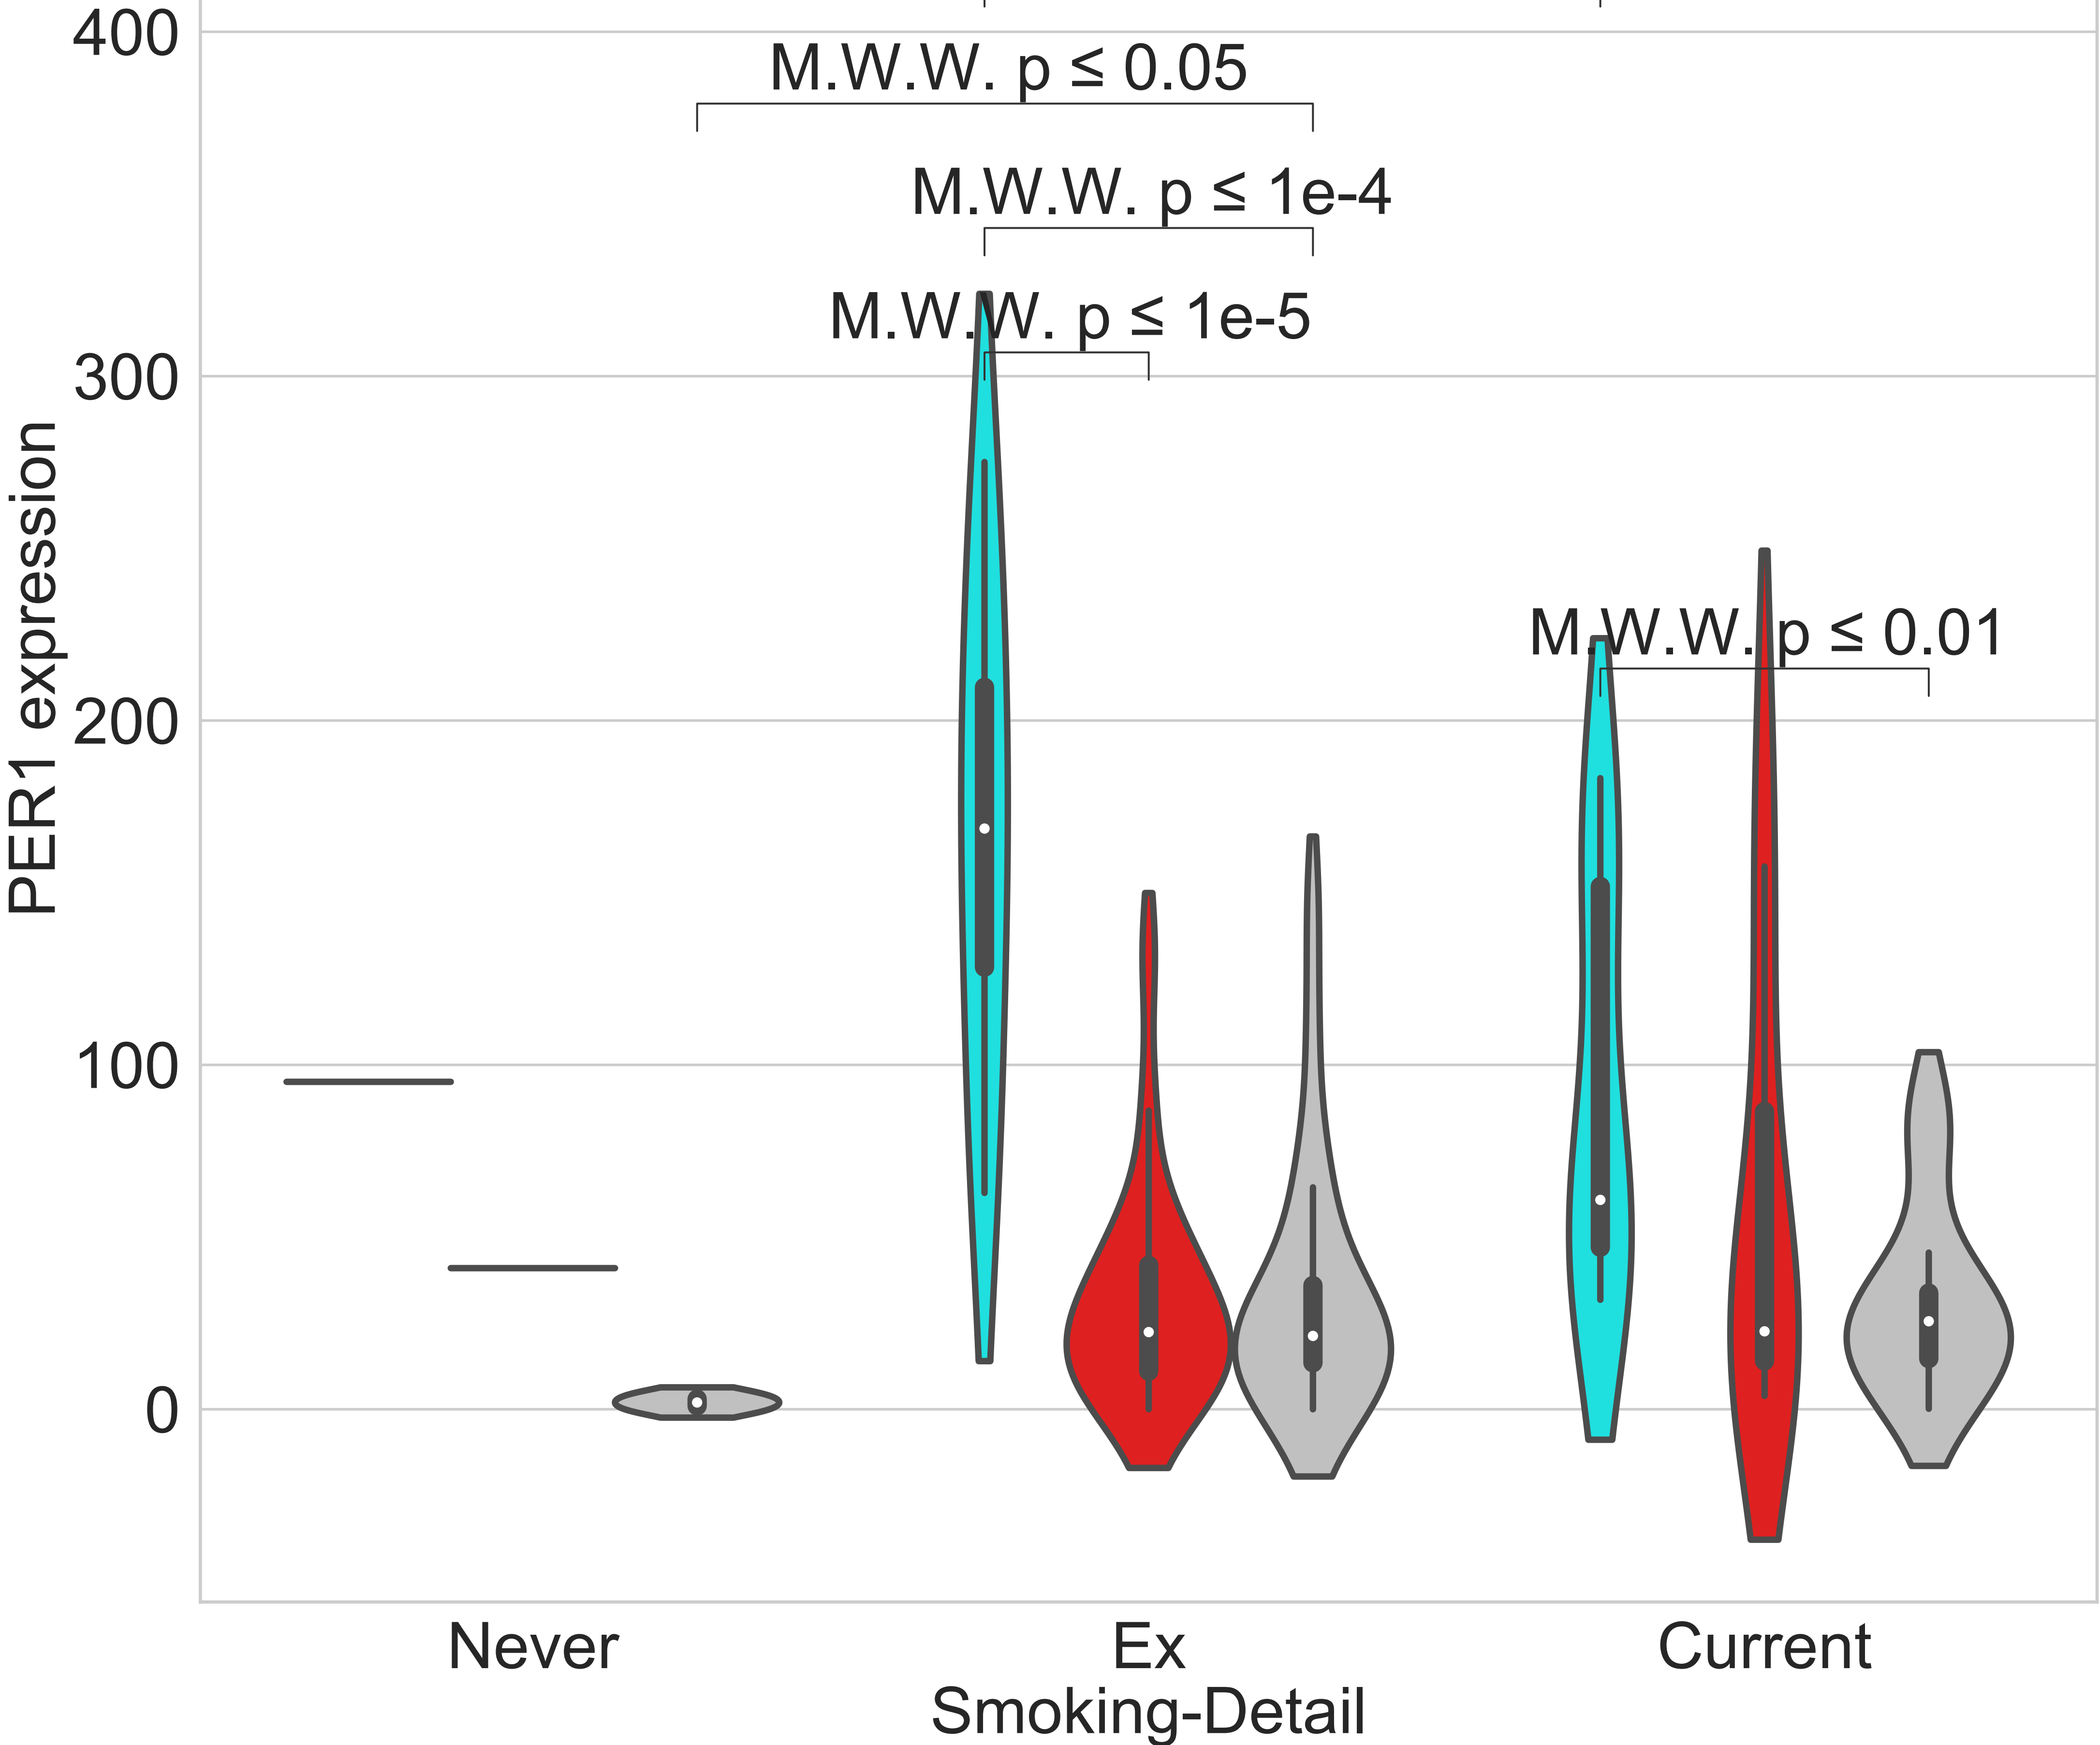 400
M.W.W. p ≤ 0.05
M.W.W. p ≤ 1e-4
M.W.W. p ≤ 1e-5
300
M.W.W. p ≤ 0.01
200
100
0
PER1 expression
Never
Ex
Current
Smoking-Detail